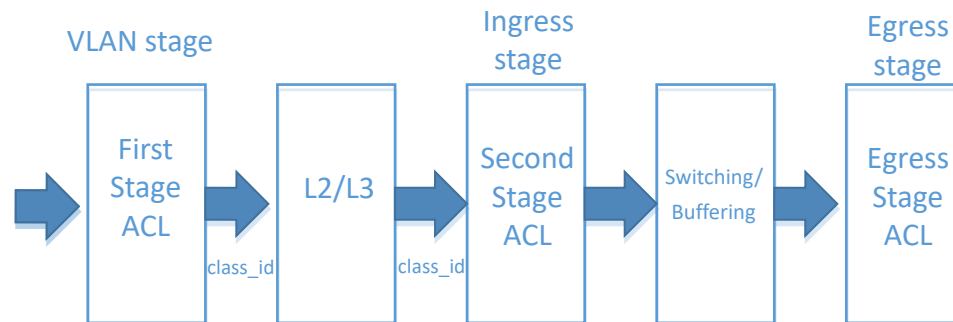 VLAN stage
Ingress
stage
Egress
stage
First
Stage
ACL
class_id
L2/L3
class_id
Second
Stage
ACL
Switching/
Buffering
Egress
Stage
ACL